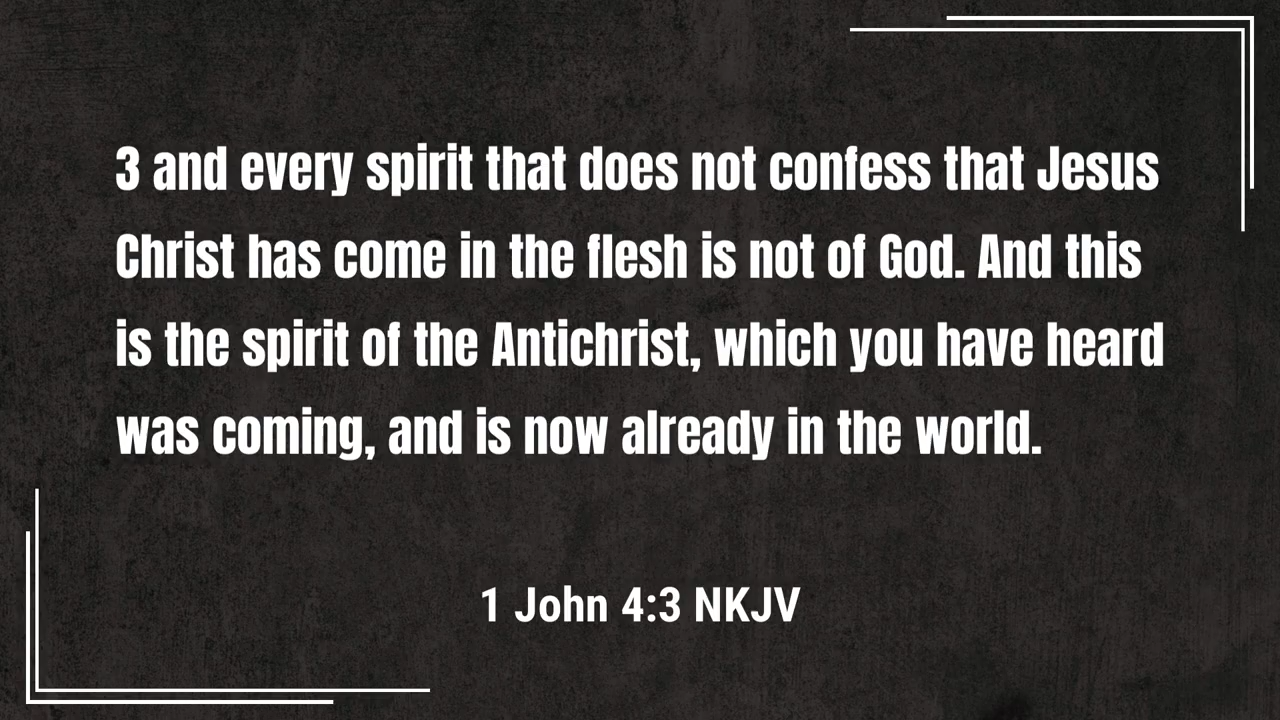 3 and every spirit that does not confess that Jesus
Christ has come in the flesh is not of God. And this
is the spirit of the Antichrist, which you have heard
was coming, and is now already in the world.
1 John 4:3 NKJV